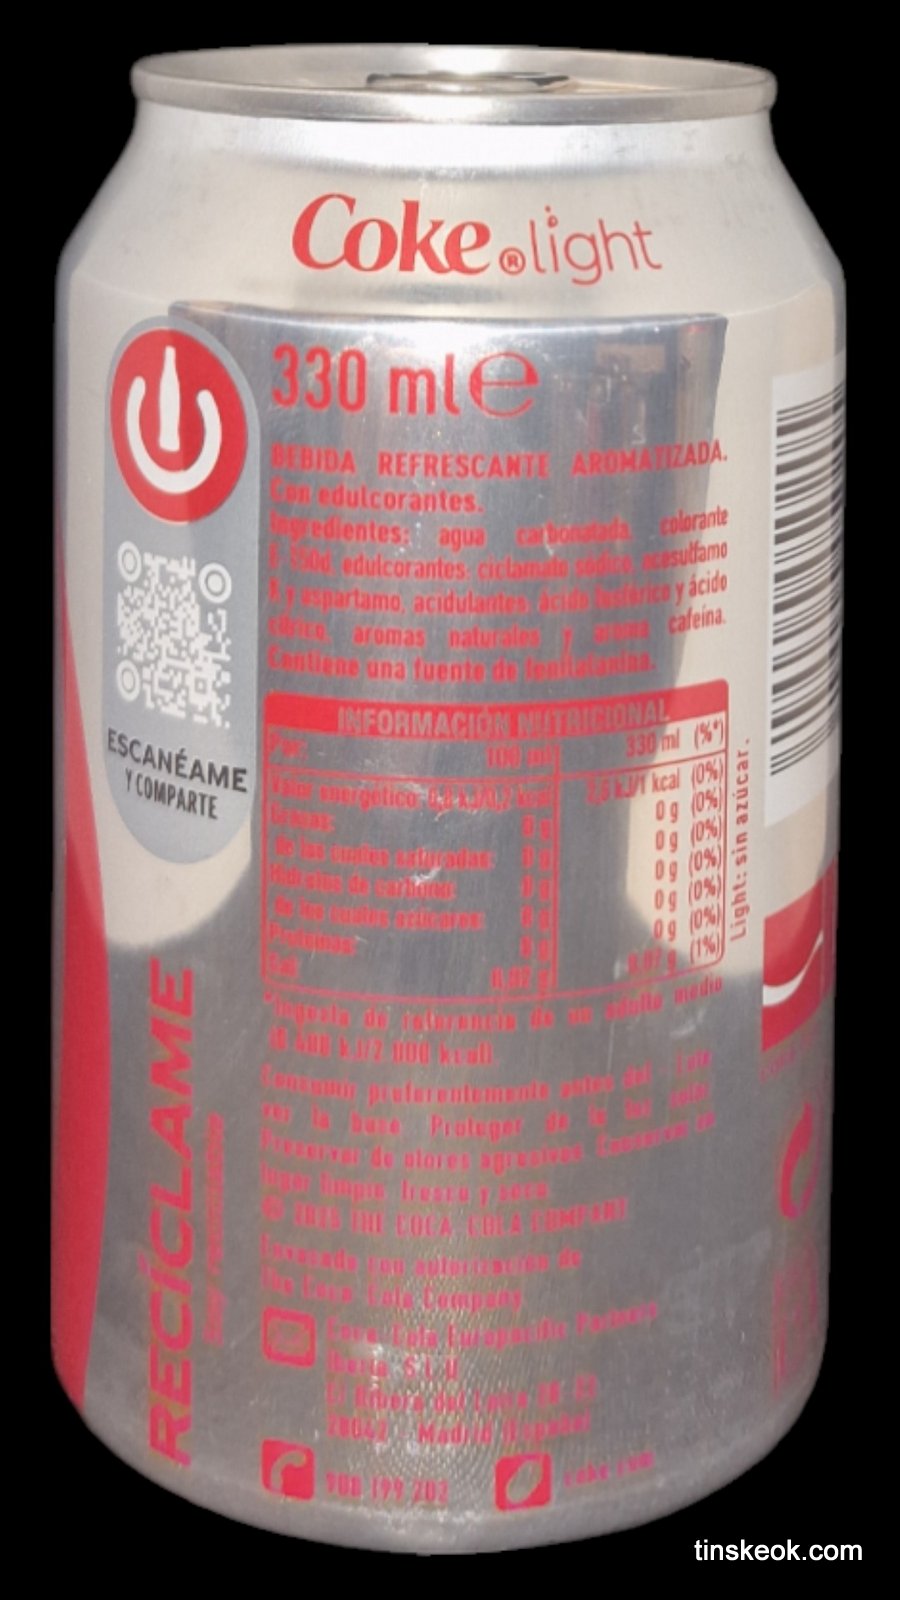 Coke®light
330 ml e
BEBIDA REFRESCANTE AROMATIZADA.
Con edulcorantes.
Ingredientes: agua carbonatada, colorante
E-150d, edulcorantes: ciclamato sódico, acesulfamo
K y aspartamo, acidulantes: ácido fosfórico y ácido
cítrico, aromas naturales y aroma cafeína.
Contiene una fuente de fenilalanina.
ESCANÉAME
Y COMPARTE
INFORMACIÓN NUTRICIONAL
Por: 100 ml 330 ml (%*)
Valor energético: 0,8 kJ/0,2 kcal 2,6 kJ/1 kcal (0%)
Grasas: 0 g 0 g (0%)
de las cuales saturadas: 0 g 0 g (0%)
Hidratos de carbono: 0 g 0 g (0%)
de los cuales azúcares: 0 g 0 g (0%)
Proteínas: 0 g 0 g (0%)
Sal: 0,02 g 0,07 g (1%)
Light: sin azúcar.
*Ingesta de referencia de un adulto medio
(8 400 kJ/2 000 kcal)
Consumir preferentemente antes del - Lote:
ver la base. Proteger de la luz solar.
Preservar de olores agresivos. Conservar en
lugar limpio, fresco y seco.
© 2025 THE COCA-COLA COMPANY
Envasado con autorización de
The Coca-Cola Company
Coca-Cola Europacific Partners
Iberia, S.L.U.
C/ Ribera del Loira
28042 - Madrid (España)
900 199 202 coke.com
RECÍCLAME
tinskeok.com